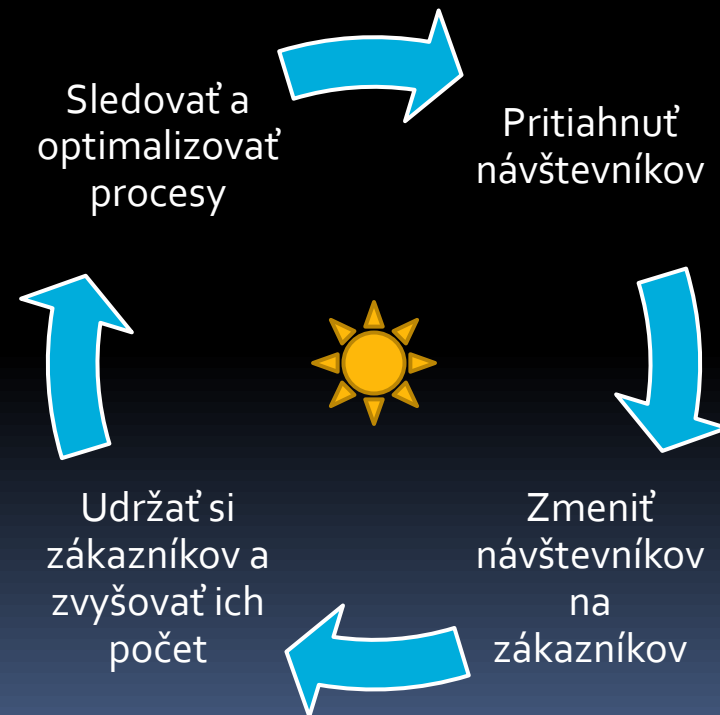 Sledovať a
optimalizovať
procesy
Pritiahnuť
návštevníkov
Zmeniť
návštevníkov
na
zákazníkov
Udržať si
zákazníkov a
zvyšovať ich
počet